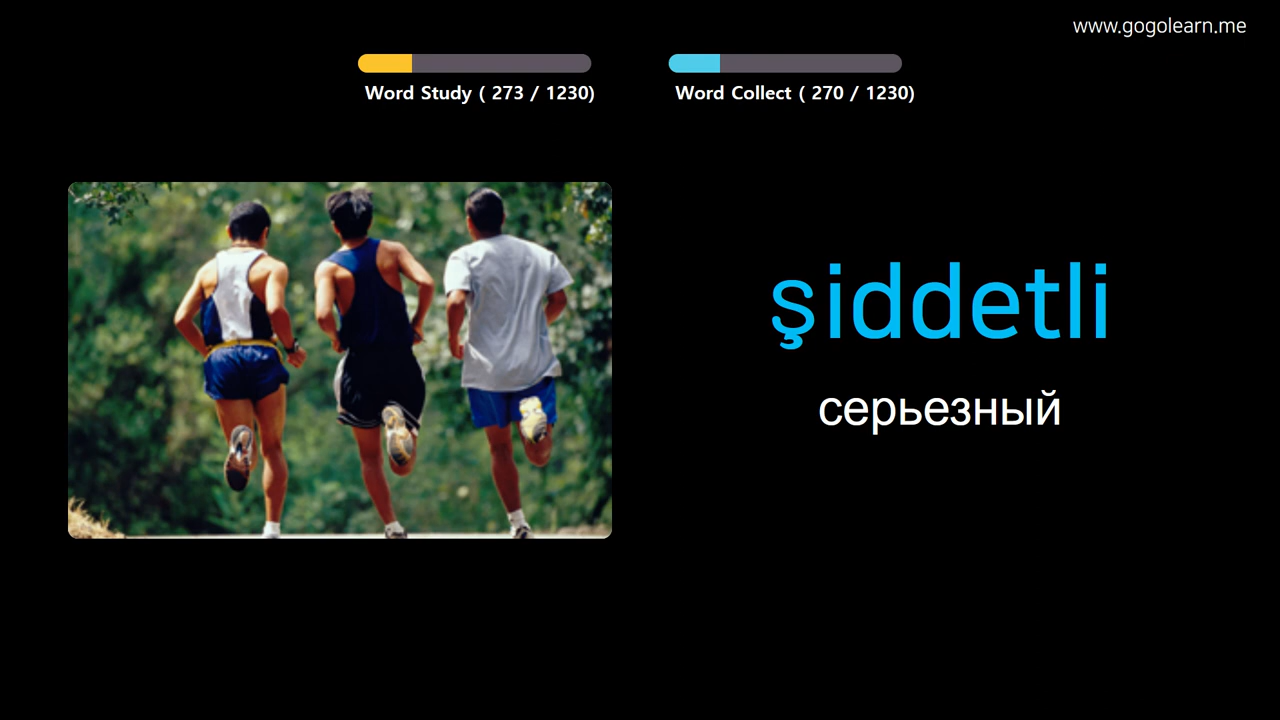 www.gogolearn.me
Word Study ( 273 / 1230)
Word Collect ( 270 / 1230)
şiddetli
серьезный